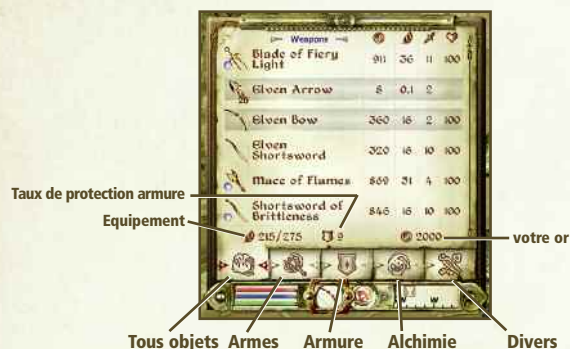 Weapons
Blade of Fiery
Light 911 36 11 100
Elven Arrow 8 0.1 2
20
Elven Bow 360 16 2 100
Elven
Shortsword 320 16 10 100
Mace of Flames 869 31 4 100
Shortsword of
Brittleness 846 16 10 100
Taux de protection armure
Equipement
215/275 9 2000
votre or
N W
Tous objets Armes Armure Alchimie Divers